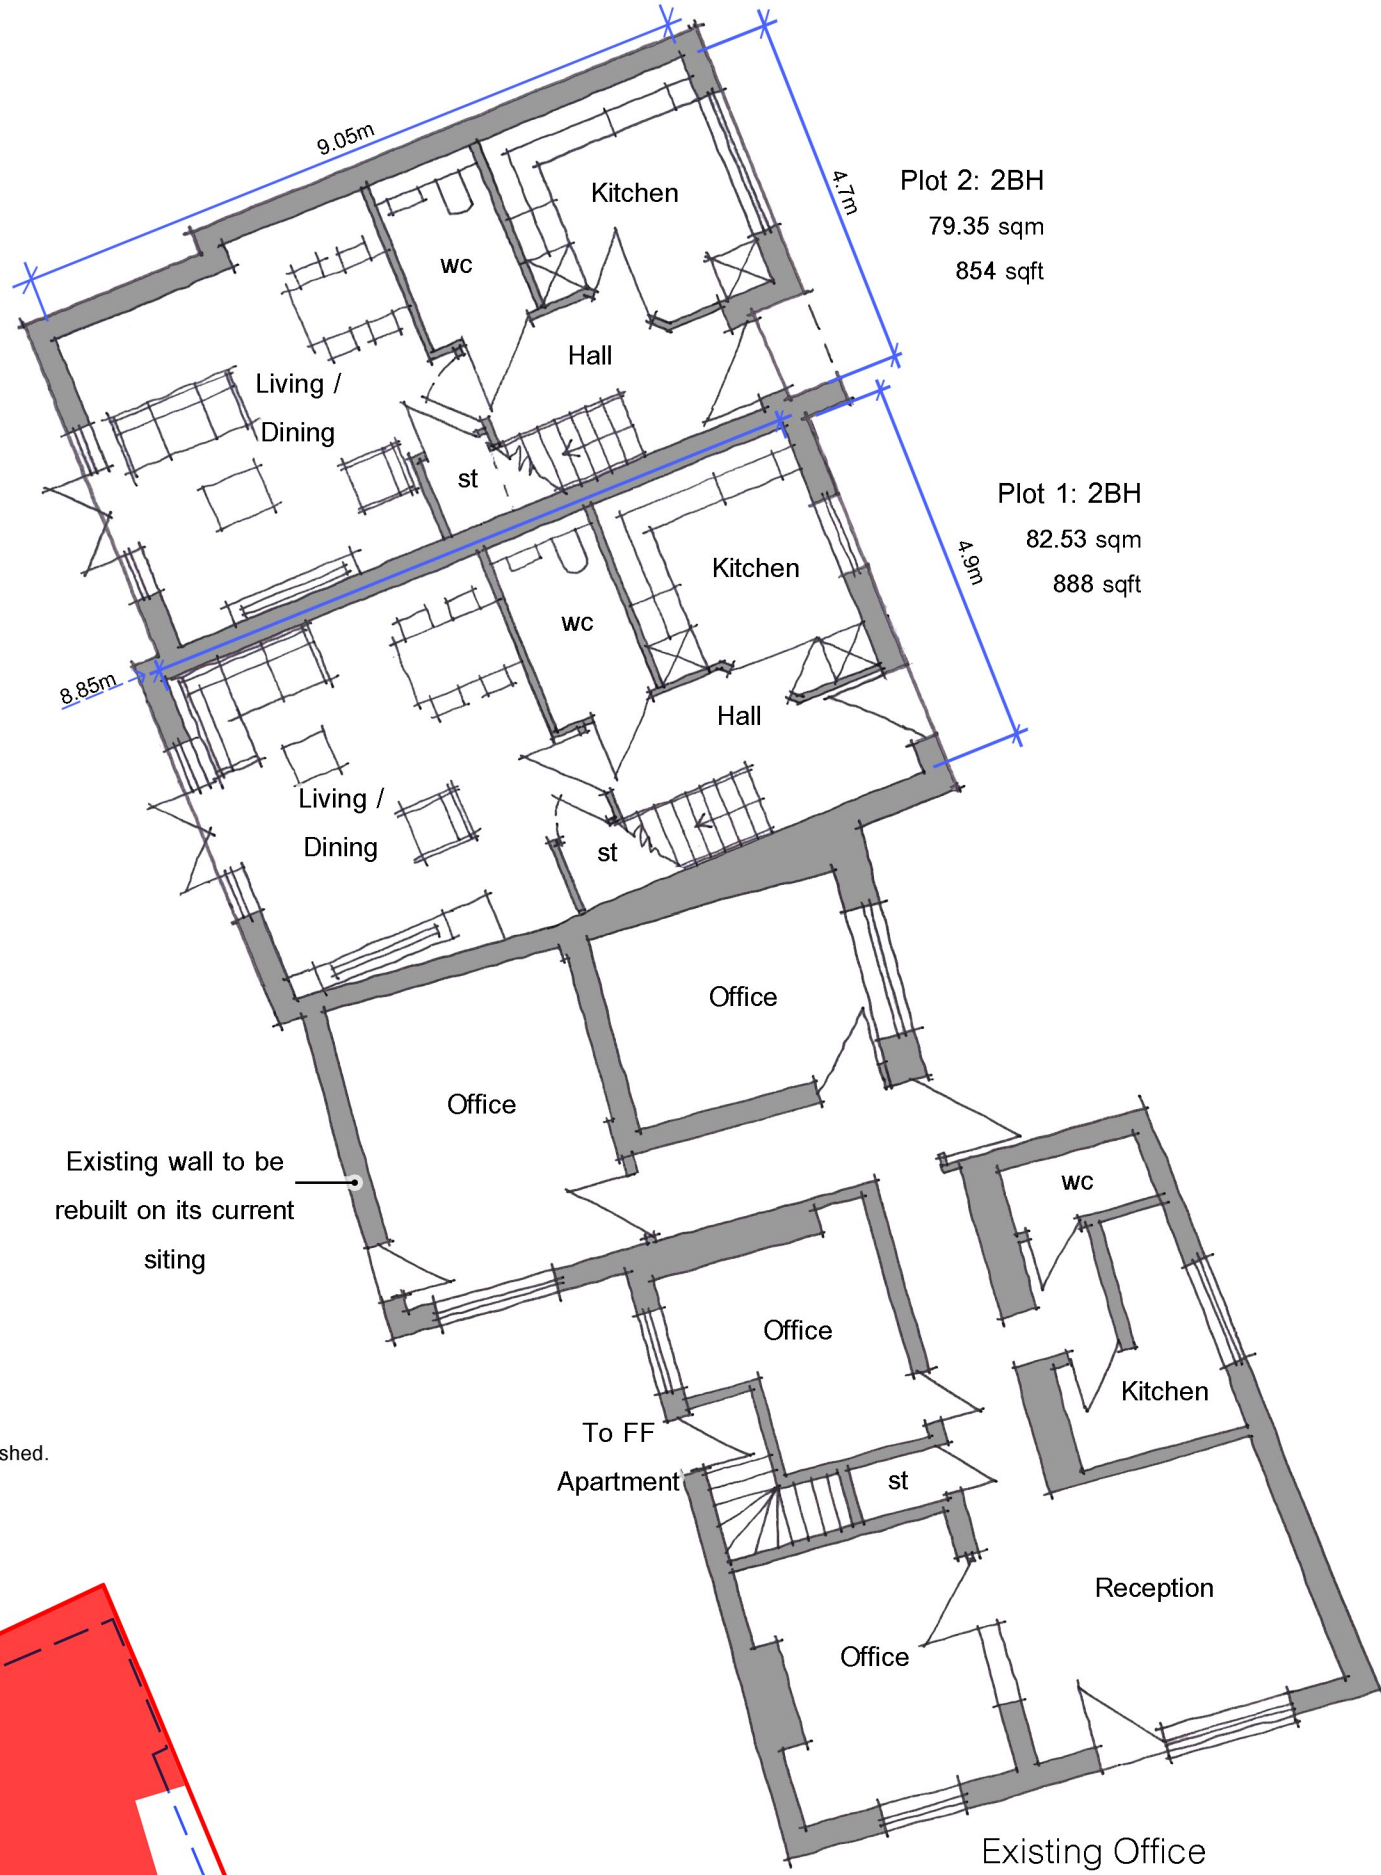 9.05m
Kitchen
4.7m
Plot 2: 2BH
79.35 sqm
854 sqft
wc
Hall
Living /
Dining
st
Plot 1: 2BH
82.53 sqm
888 sqft
4.9m
Kitchen
wc
8.85m
Hall
Living /
Dining
st
Office
Office
Existing wall to be
rebuilt on its current
siting
wc
Office
Kitchen
To FF
Apartment
shed.
st
Reception
Office
Existing Office